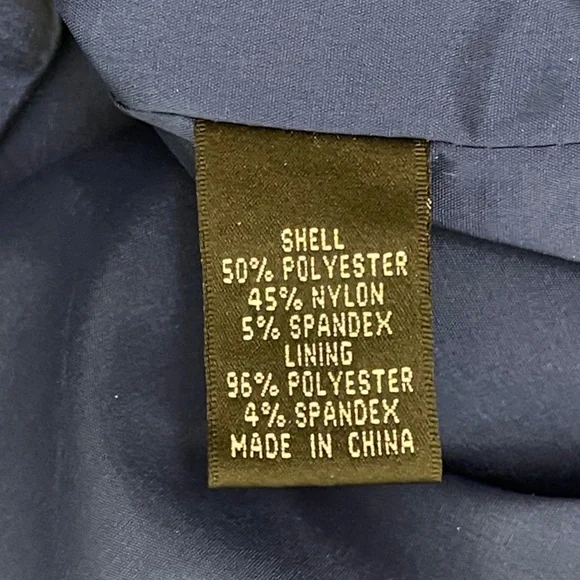 SHELL
50% POLYESTER
45% NYLON
5% SPANDEX
LINING
96% POLYESTER
4% SPANDEX
MADE IN CHINA